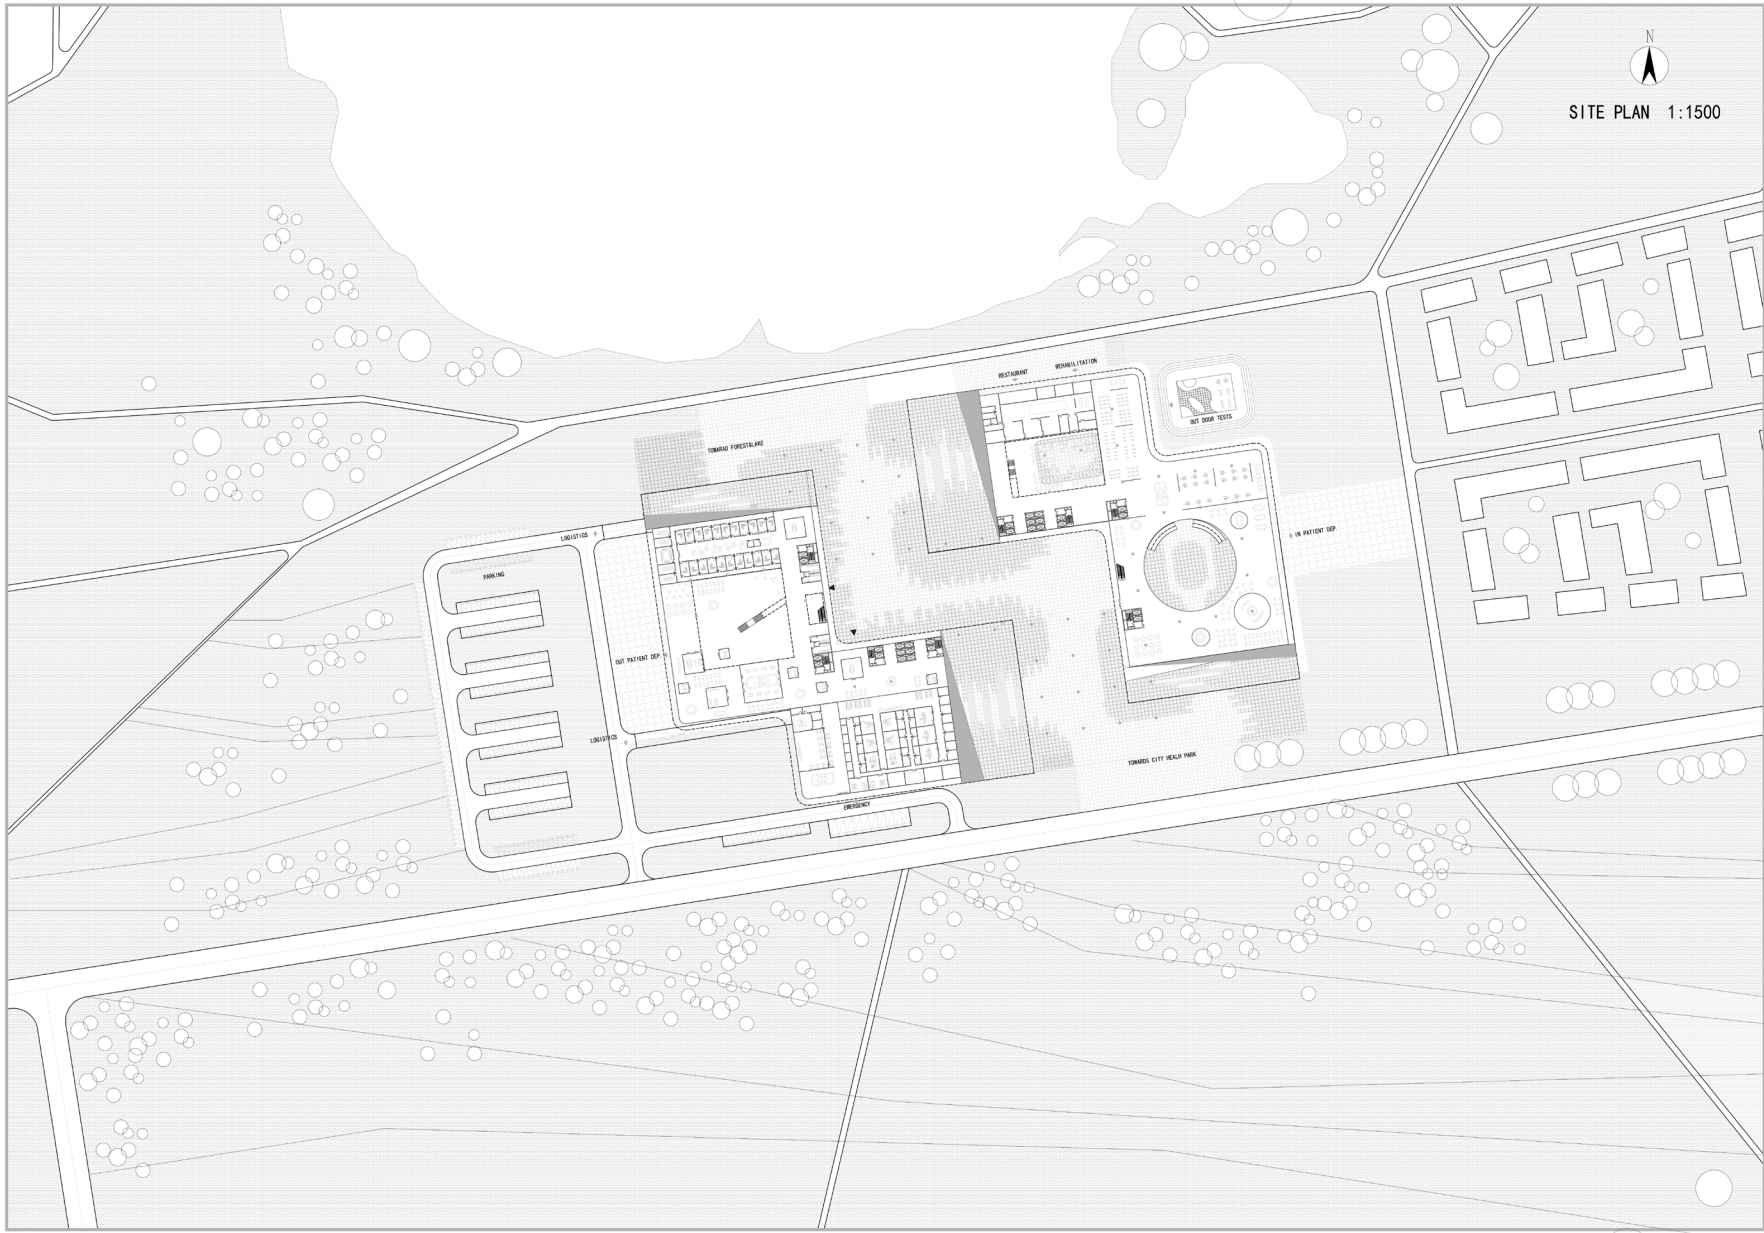 N
SITE PLAN 1:1500
RESTAURANT
REHABILITATION
OUT DOOR TESTS
TOWARAD FOREST&LAKE
LOGISTICS
IN PATIENT DEP.
PARKING
OUT PATIENT DEP.
LOGISTICS
TOWARDS CITY HEALH PARK
EMERGENCY